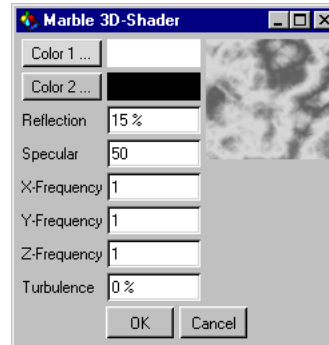 Marble 3D-Shader
Color 1 ...
Color 2 ...
Reflection 15 %
Specular 50
X-Frequency 1
Y-Frequency 1
Z-Frequency 1
Turbulence 0 %
OK Cancel